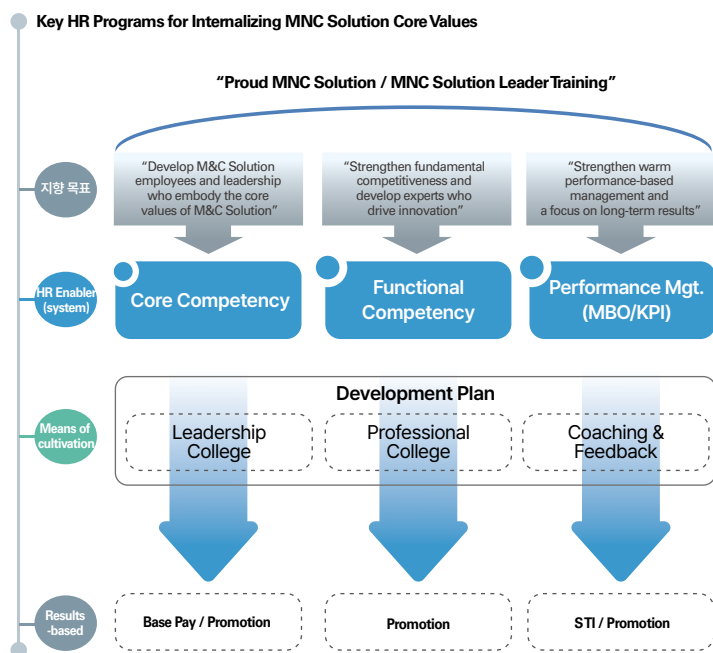 Key HR Programs for Internalizing MNC Solution Core Values
“Proud MNC Solution / MNC Solution Leader Training”
지향 목표
“Develop M&C Solution
employees and leadership
who embody the core
values of M&C Solution”
“Strengthen fundamental
competitiveness and
develop experts who
drive innovation”
“Strengthen warm
performance-based
management and
a focus on long-term results”
HR Enabler
(system)
Core Competency
Functional
Competency
Performance Mgt.
(MBO/KPI)
Means of
cultivation
Development Plan
Leadership
College
Professional
College
Coaching &
Feedback
Results
-based
Base Pay / Promotion
Promotion
STI / Promotion